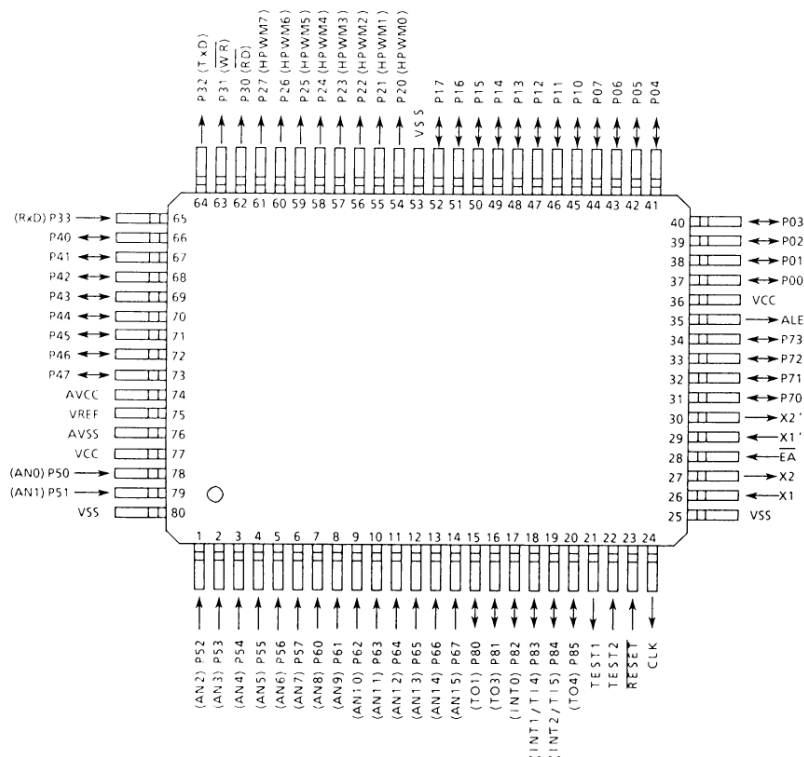 P32 (TxD)
P31 (WR)
P30 (RD)
P27 (HPWM7)
P26 (HPWM6)
P25 (HPWM5)
P24 (HPWM4)
P23 (HPWM3)
P22 (HPWM2)
P21 (HPWM1)
P20 (HPWM0)
VSS
P17
P16
P15
P14
P13
P12
P11
P10
P07
P06
P05
P04
64 63 62 61 60 59 58 57 56 55 54 53 52 51 50 49 48 47 46 45 44 43 42 41
(RxD) P33 65
P40 66
P41 67
P42 68
P43 69
P44 70
P45 71
P46 72
P47 73
AVCC 74
VREF 75
AVSS 76
VCC 77
(AN0) P50 78
(AN1) P51 79
VSS 80
40 P03
39 P02
38 P01
37 P00
36 VCC
35 ALE
34 P73
33 P72
32 P71
31 P70
30 X2'
29 X1'
28 EA
27 X2
26 X1
25 VSS
1 2 3 4 5 6 7 8 9 10 11 12 13 14 15 16 17 18 19 20 21 22 23 24
(AN2) P52
(AN3) P53
(AN4) P54
(AN5) P55
(AN6) P56
(AN7) P57
(AN8) P60
(AN9) P61
(AN10) P62
(AN11) P63
(AN12) P64
(AN13) P65
(AN14) P66
(AN15) P67
(TO1) P80
(TO3) P81
(INT0) P82
(INT1/TI4) P83
(INT2/TI5) P84
(TO4) P85
TEST1
TEST2
RESET
CLK